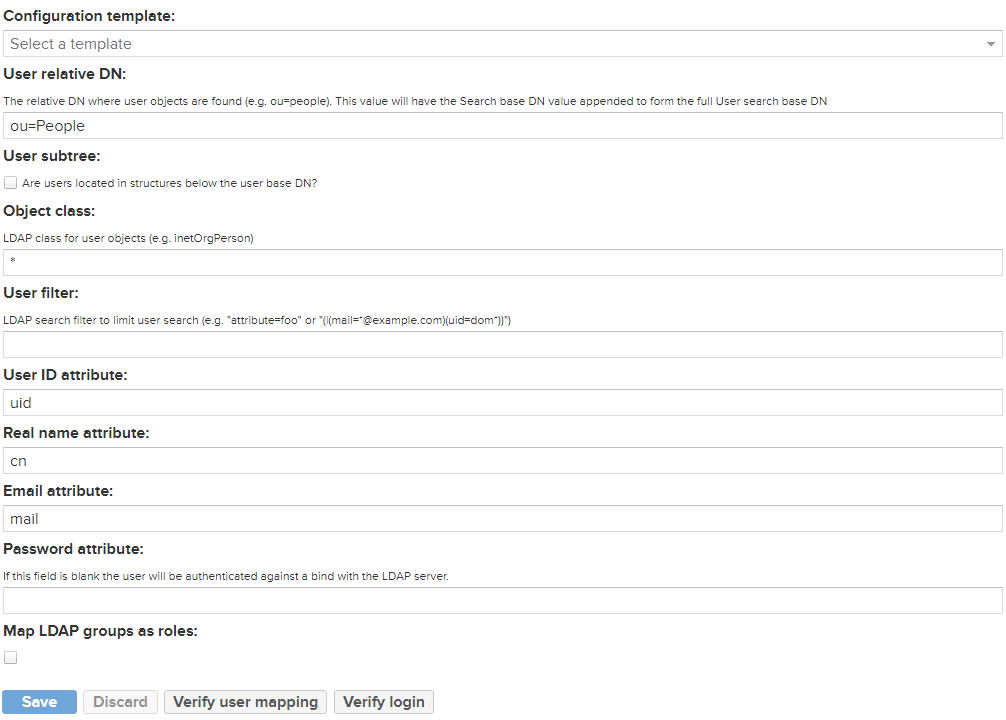 Configuration template:
Select a template
User relative DN:
The relative DN where user objects are found (e.g. ou=people). This value will have the Search base DN value appended to form the full User search base DN
ou=People
User subtree:
Are users located in structures below the user base DN?
Object class:
LDAP class for user objects (e.g. inetOrgPerson)
*
User filter:
LDAP search filter to limit user search (e.g. "attribute=foo" or "(|(mail=*@example.com)(uid=dom*))")
User ID attribute:
uid
Real name attribute:
cn
Email attribute:
mail
Password attribute:
If this field is blank the user will be authenticated against a bind with the LDAP server.
Map LDAP groups as roles:
Save Discard Verify user mapping Verify login